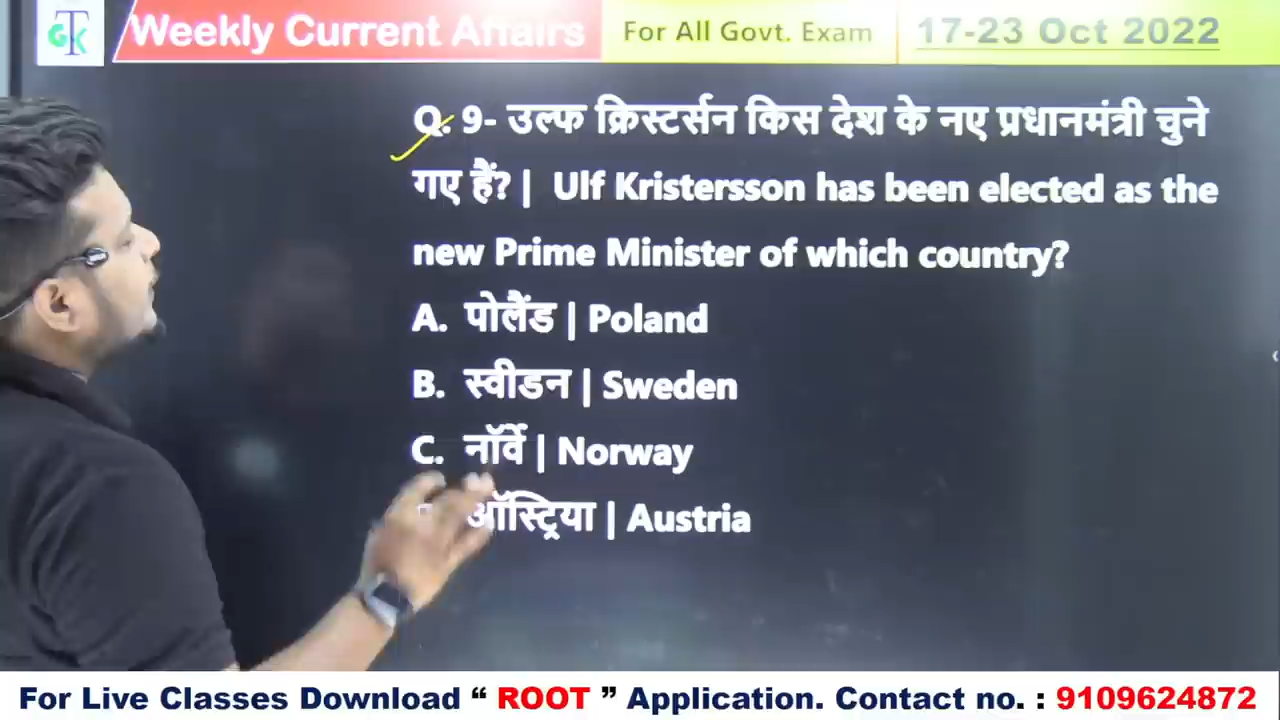 GTK
Weekly Current Affairs
For All Govt. Exam
17-23 Oct 2022
Q. 9- उल्फ क्रिस्टर्सन किस देश के नए प्रधानमंत्री चुने
गए हैं? | Ulf Kristersson has been elected as the
new Prime Minister of which country?
A. पोलैंड | Poland
B. स्वीडन | Sweden
C. नॉर्वे | Norway
ऑस्ट्रिया | Austria
For Live Classes Download “ ROOT ” Application. Contact no. : 9109624872